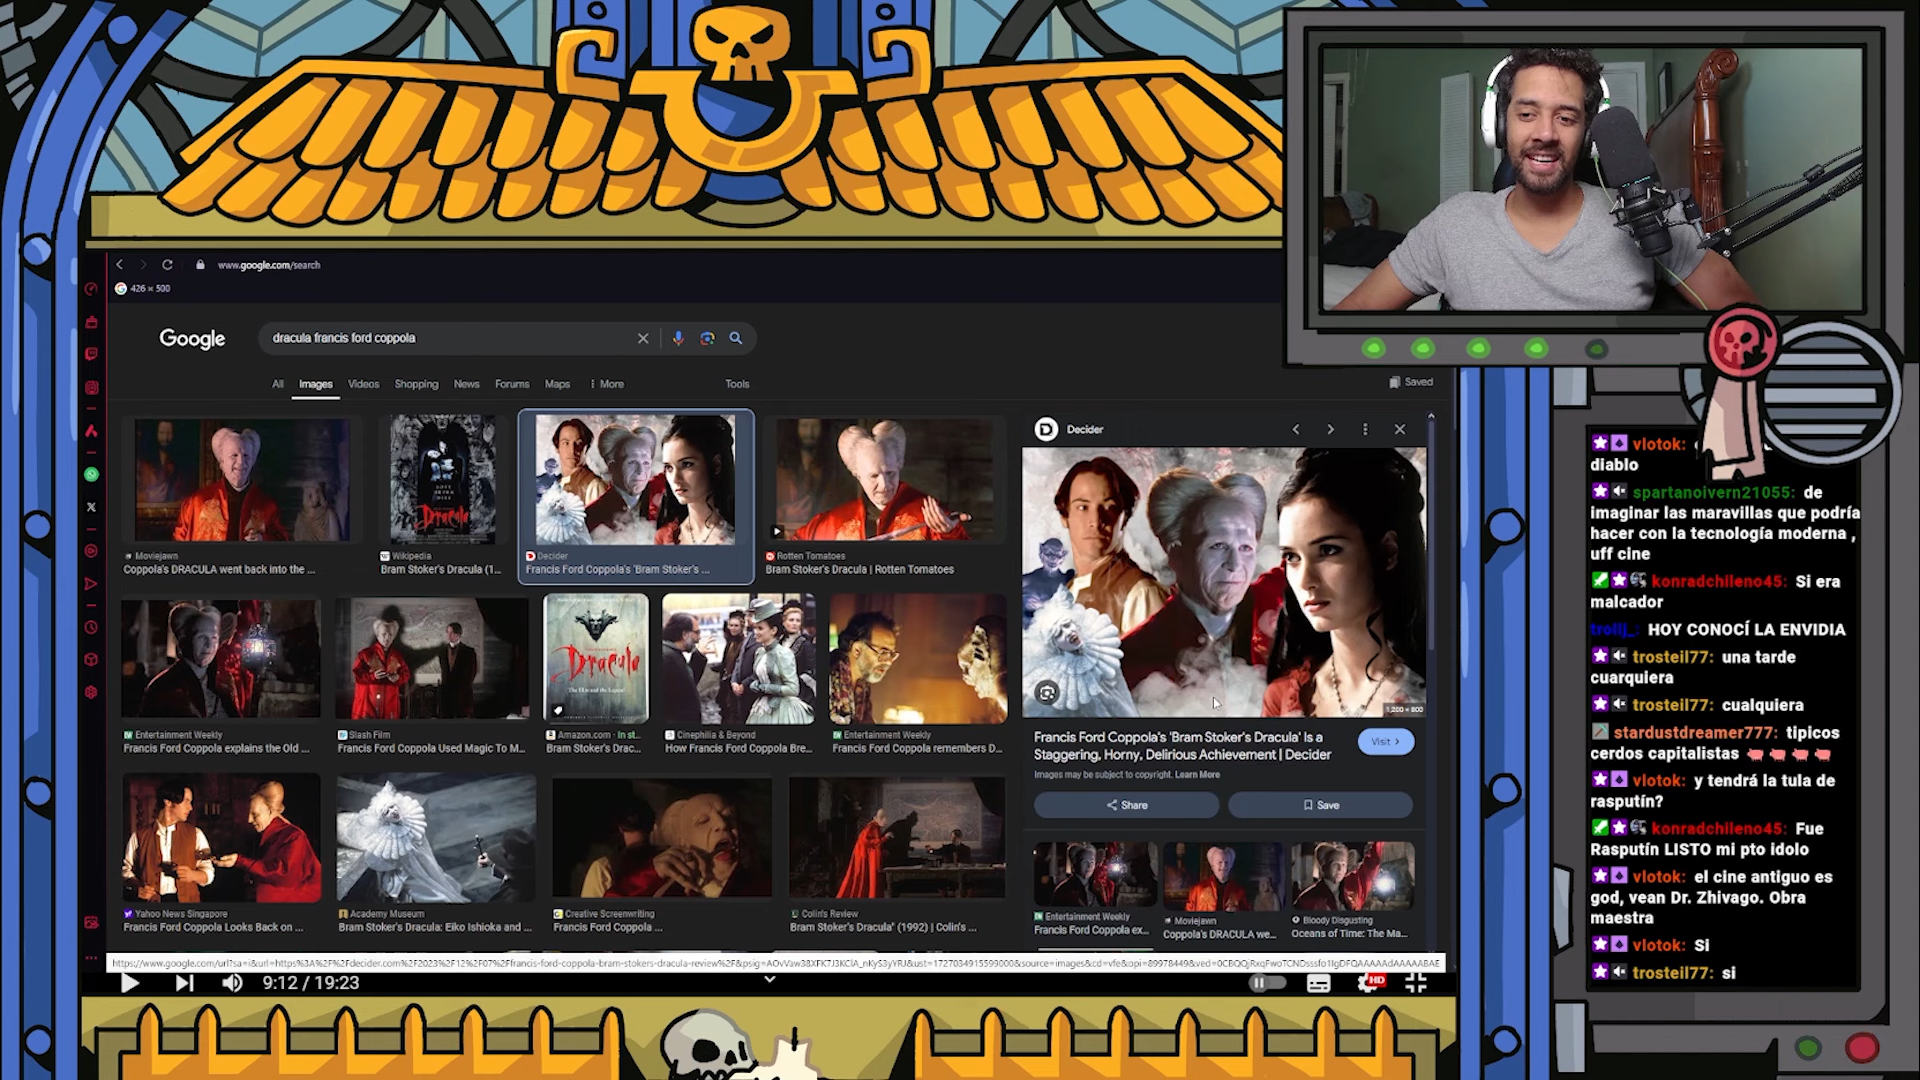 www.google.com/search
426 × 500
Google
dracula francis ford coppola
All Images Videos Shopping News Forums Maps More Tools
Saved
Moviejawn
Coppola's DRACULA went back into the ...
Wikipedia
Bram Stoker's Dracula (1...
Decider
Francis Ford Coppola's 'Bram Stoker's ...
Rotten Tomatoes
Bram Stoker's Dracula | Rotten Tomatoes
Dracula
Entertainment Weekly
Francis Ford Coppola explains the Old ...
Slash Film
Francis Ford Coppola Used Magic To M...
Dracula
Amazon.com · In st...
Bram Stoker's Drac...
Cinephilia & Beyond
How Francis Ford Coppola Bre...
Entertainment Weekly
Francis Ford Coppola remembers D...
Yahoo News Singapore
Francis Ford Coppola Looks Back on ...
Academy Museum
Bram Stoker's Dracula: Eiko Ishioka and ...
Creative Screenwriting
Francis Ford Coppola ...
Colin's Review
Bram Stoker's Dracula" (1992) | Colin's ...
Decider
1,200 × 800
Francis Ford Coppola's 'Bram Stoker's Dracula' Is a
Staggering, Horny, Delirious Achievement | Decider
Visit
Images may be subject to copyright. Learn More
Share
Save
Entertainment Weekly
Francis Ford Coppola ex...
Moviejawn
Coppola's DRACULA we...
Bloody Disgusting
Oceans of Time: The Ma...
9:12 / 19:23
HD
vlotok:
diablo
spartanoivern21055: de
imaginar las maravillas que podría
hacer con la tecnología moderna ,
uff cine
konradchileno45: Si era
malcador
HOY CONOCÍ LA ENVIDIA
trosteil77: una tarde
cuarquiera
trosteil77: cualquiera
stardustdreamer777: tipicos
cerdos capitalistas
vlotok: y tendrá la tula de
rasputín?
konradchileno45: Fue
Rasputín LISTO mi pto idolo
vlotok: el cine antiguo es
god, vean Dr. Zhivago. Obra
maestra
vlotok: Si
trosteil77: si